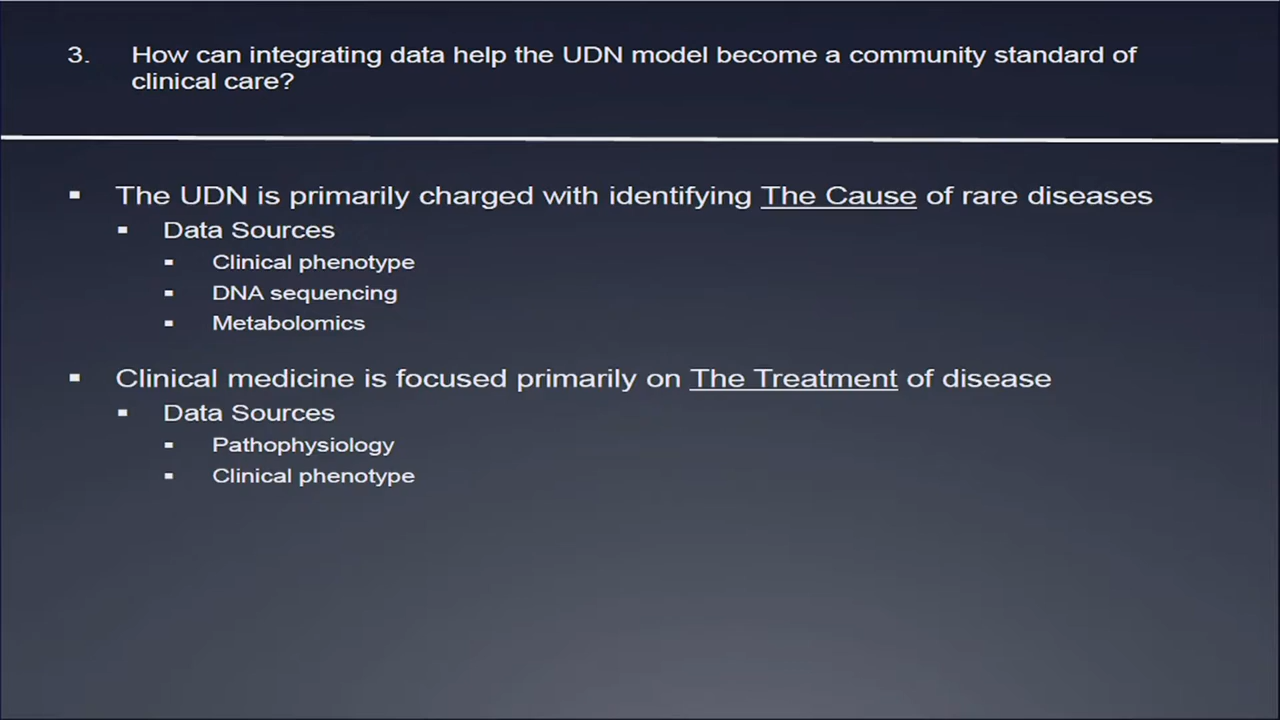 3. How can integrating data help the UDN model become a community standard of
clinical care?
▪ The UDN is primarily charged with identifying The Cause of rare diseases
▪ Data Sources
▪ Clinical phenotype
▪ DNA sequencing
▪ Metabolomics
▪ Clinical medicine is focused primarily on The Treatment of disease
▪ Data Sources
▪ Pathophysiology
▪ Clinical phenotype